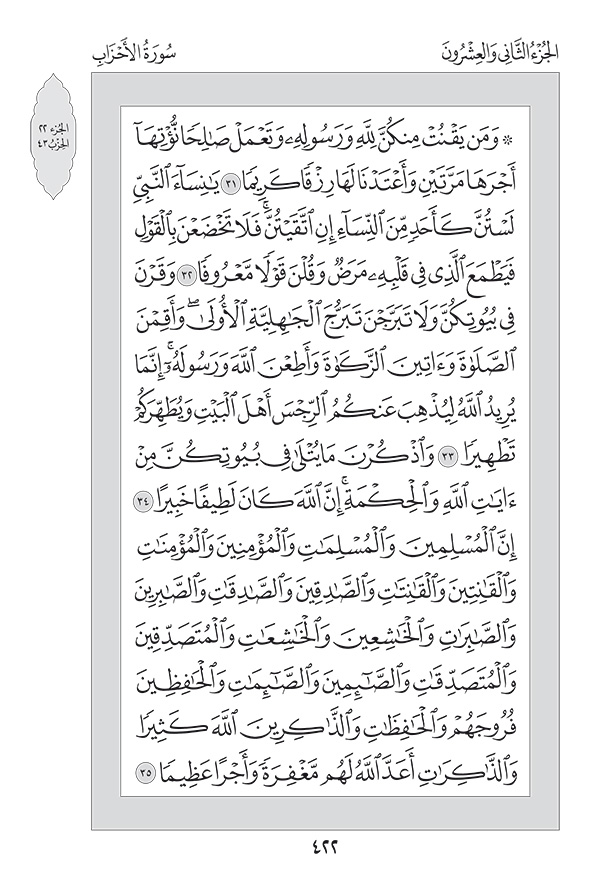 الجُزْءُ الثَّانِي وَالعِشْرُونَ
سُورَةُ الأَحْزَابِ
الجزء ٢٢
الحزب ٤٣
۞ وَمَن يَقْنُتْ مِنكُنَّ لِلَّهِ وَرَسُولِهِۦ وَتَعْمَلْ صَٰلِحًا نُّؤْتِهَآ
أَجْرَهَا مَرَّتَيْنِ وَأَعْتَدْنَا لَهَا رِزْقًا كَرِيمًا ٣١ يَٰنِسَآءَ ٱلنَّبِيِّ
لَسْتُنَّ كَأَحَدٍ مِّنَ ٱلنِّسَآءِ إِنِ ٱتَّقَيْتُنَّۚ فَلَا تَخْضَعْنَ بِٱلْقَوْلِ
فَيَطْمَعَ ٱلَّذِى فِى قَلْبِهِۦ مَرَضٌ وَقُلْنَ قَوْلًا مَّعْرُوفًا ٣٢ وَقَرْنَ
فِى بُيُوتِكُنَّ وَلَا تَبَرَّجْنَ تَبَرُّجَ ٱلْجَٰهِلِيَّةِ ٱلْأُولَىٰۖ وَأَقِمْنَ
ٱلصَّلَوٰةَ وَءَاتِينَ ٱلزَّكَوٰةَ وَأَطِعْنَ ٱللَّهَ وَرَسُولَهُۥٓۚ إِنَّمَا
يُرِيدُ ٱللَّهُ لِيُذْهِبَ عَنكُمُ ٱلرِّجْسَ أَهْلَ ٱلْبَيْتِ وَيُطَهِّرَكُمْ
تَطْهِيرًا ٣٣ وَٱذْكُرْنَ مَا يُتْلَىٰ فِى بُيُوتِكُنَّ مِنْ
ءَايَٰتِ ٱللَّهِ وَٱلْحِكْمَةِۚ إِنَّ ٱللَّهَ كَانَ لَطِيفًا خَبِيرًا ٣٤
إِنَّ ٱلْمُسْلِمِينَ وَٱلْمُسْلِمَٰتِ وَٱلْمُؤْمِنِينَ وَٱلْمُؤْمِنَٰتِ
وَٱلْقَٰنِتِينَ وَٱلْقَٰنِتَٰتِ وَٱلصَّٰدِقِينَ وَٱلصَّٰدِقَٰتِ وَٱلصَّٰبِرِينَ
وَٱلصَّٰبِرَٰتِ وَٱلْخَٰشِعِينَ وَٱلْخَٰشِعَٰتِ وَٱلْمُتَصَدِّقِينَ
وَٱلْمُتَصَدِّقَٰتِ وَٱلصَّٰٓئِمِينَ وَٱلصَّٰٓئِمَٰتِ وَٱلْحَٰفِظِينَ
فُرُوجَهُمْ وَٱلْحَٰفِظَٰتِ وَٱلذَّٰكِرِينَ ٱللَّهَ كَثِيرًا
وَٱلذَّٰكِرَٰتِ أَعَدَّ ٱللَّهُ لَهُم مَّغْفِرَةً وَأَجْرًا عَظِيمًا ٣٥
٤٢٢